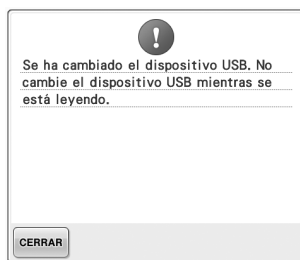 Se ha cambiado el dispositivo USB. No
cambie el dispositivo USB mientras se
está leyendo.
CERRAR